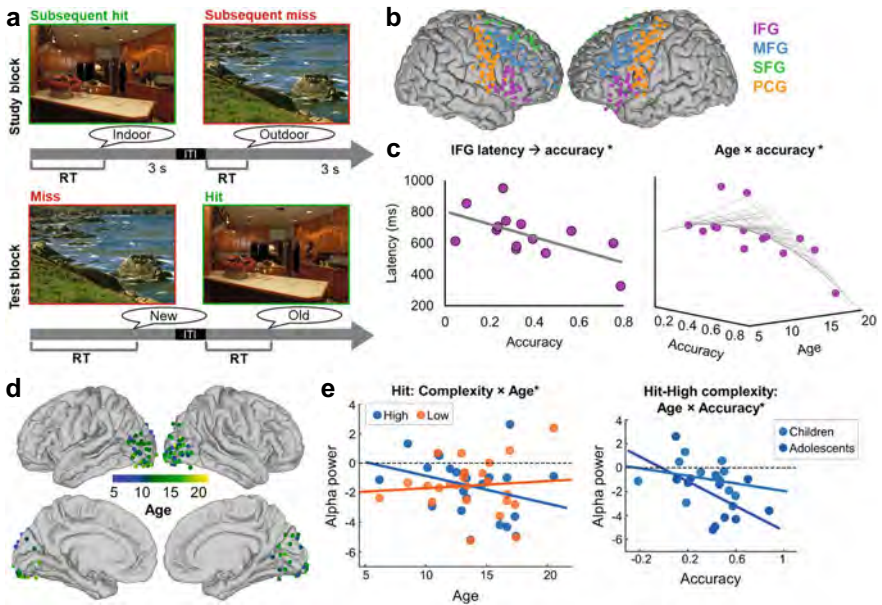 a
Subsequent hit
Subsequent miss
Study block
Indoor
Outdoor
ITI
RT
3 s
RT
3 s
Miss
Hit
Test block
New
Old
ITI
RT
RT
b
IFG
MFG
SFG
PCG
c
IFG latency → accuracy *
Latency (ms)
1000
800
600
400
200
0 0.2 0.4 0.6 0.8
Accuracy
Age × accuracy *
0.2 0.4 0.6 0.8
Accuracy
5 10 15 20
Age
d
5 10 15 20
Age
e
Hit: Complexity × Age*
High Low
Alpha power
4
2
0
-2
-4
-6
5 10 15 20
Age
Hit-High complexity:
Age × Accuracy*
Children
Adolescents
Alpha power
4
2
0
-2
-4
-6
-0.2 0.2 0.6 1
Accuracy